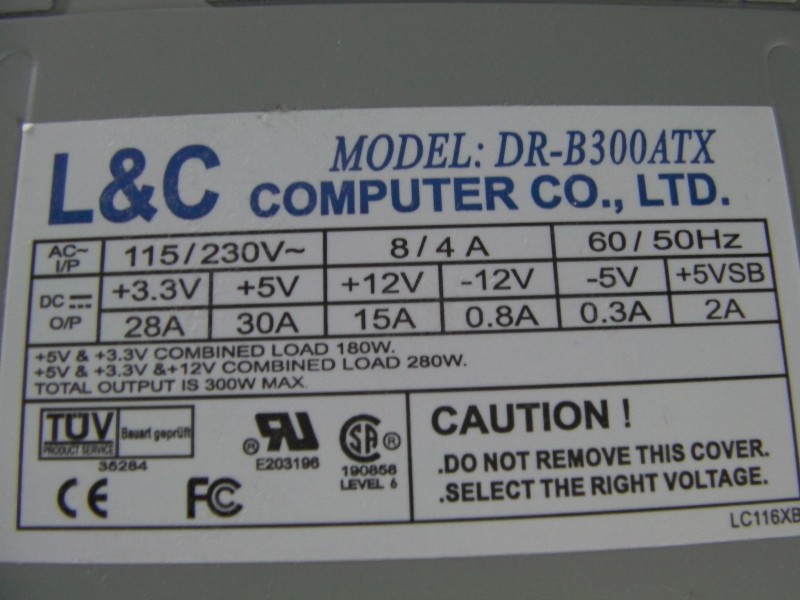 MODEL: DR-B300ATX
L&C COMPUTER CO., LTD.
AC~ I/P 115/230V~ 8/4 A 60/50Hz
DC +3.3V +5V +12V -12V -5V +5VSB
O/P 28A 30A 15A 0.8A 0.3A 2A
+5V & +3.3V COMBINED LOAD 180W.
+5V & +3.3V &+12V COMBINED LOAD 280W.
TOTAL OUTPUT IS 300W MAX.
TÜV Bauart geprüft
PRODUCT SERVICE
36284
® RU
E203196
SA ®
190858
LEVEL 6
CE FC
CAUTION !
.DO NOT REMOVE THIS COVER.
.SELECT THE RIGHT VOLTAGE.
LC116XB